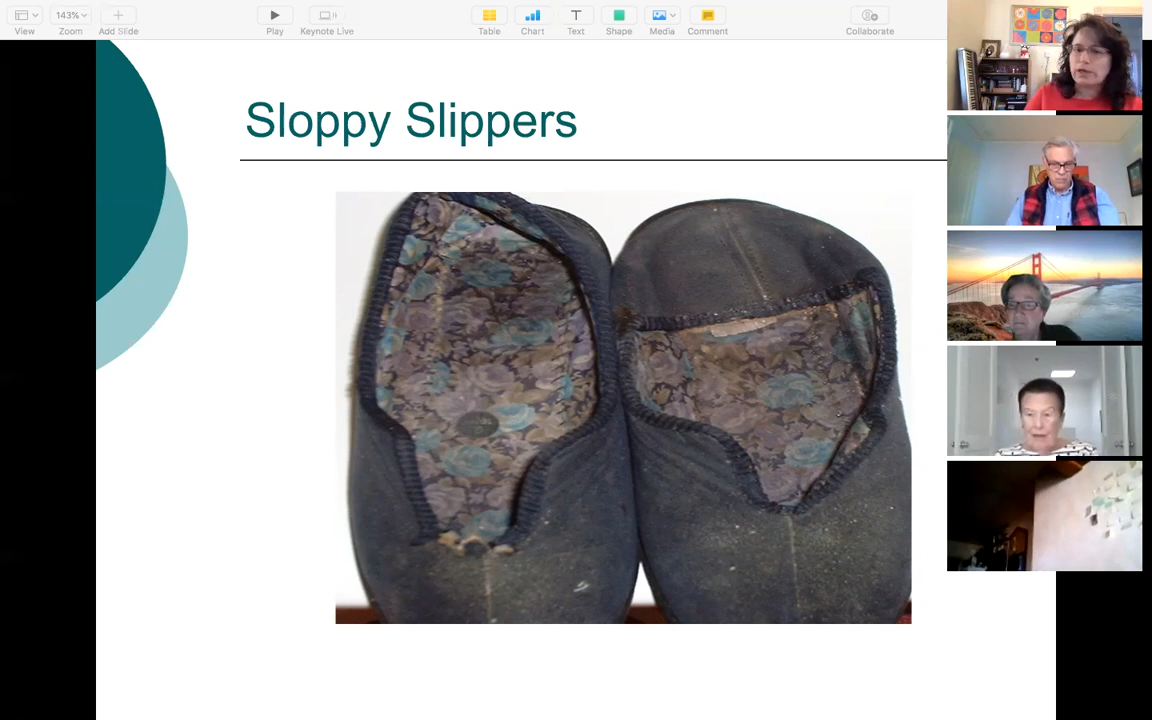 143%
View
Zoom
Add Slide
Play
Keynote Live
Table
Chart
Text
Shape
Media
Comment
Collaborate
Sloppy Slippers